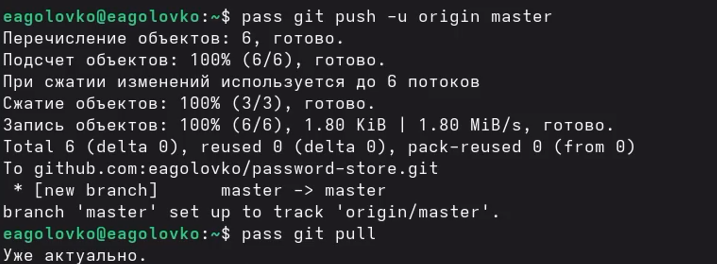 eagolovko@eagolovko:~$ pass git push -u origin master
Перечисление объектов: 6, готово.
Подсчет объектов: 100% (6/6), готово.
При сжатии изменений используется до 6 потоков
Сжатие объектов: 100% (3/3), готово.
Запись объектов: 100% (6/6), 1.80 KiB | 1.80 MiB/s, готово.
Total 6 (delta 0), reused 0 (delta 0), pack-reused 0 (from 0)
To github.com:eagolovko/password-store.git
 * [new branch]      master -> master
branch 'master' set up to track 'origin/master'.
eagolovko@eagolovko:~$ pass git pull
Уже актуально.